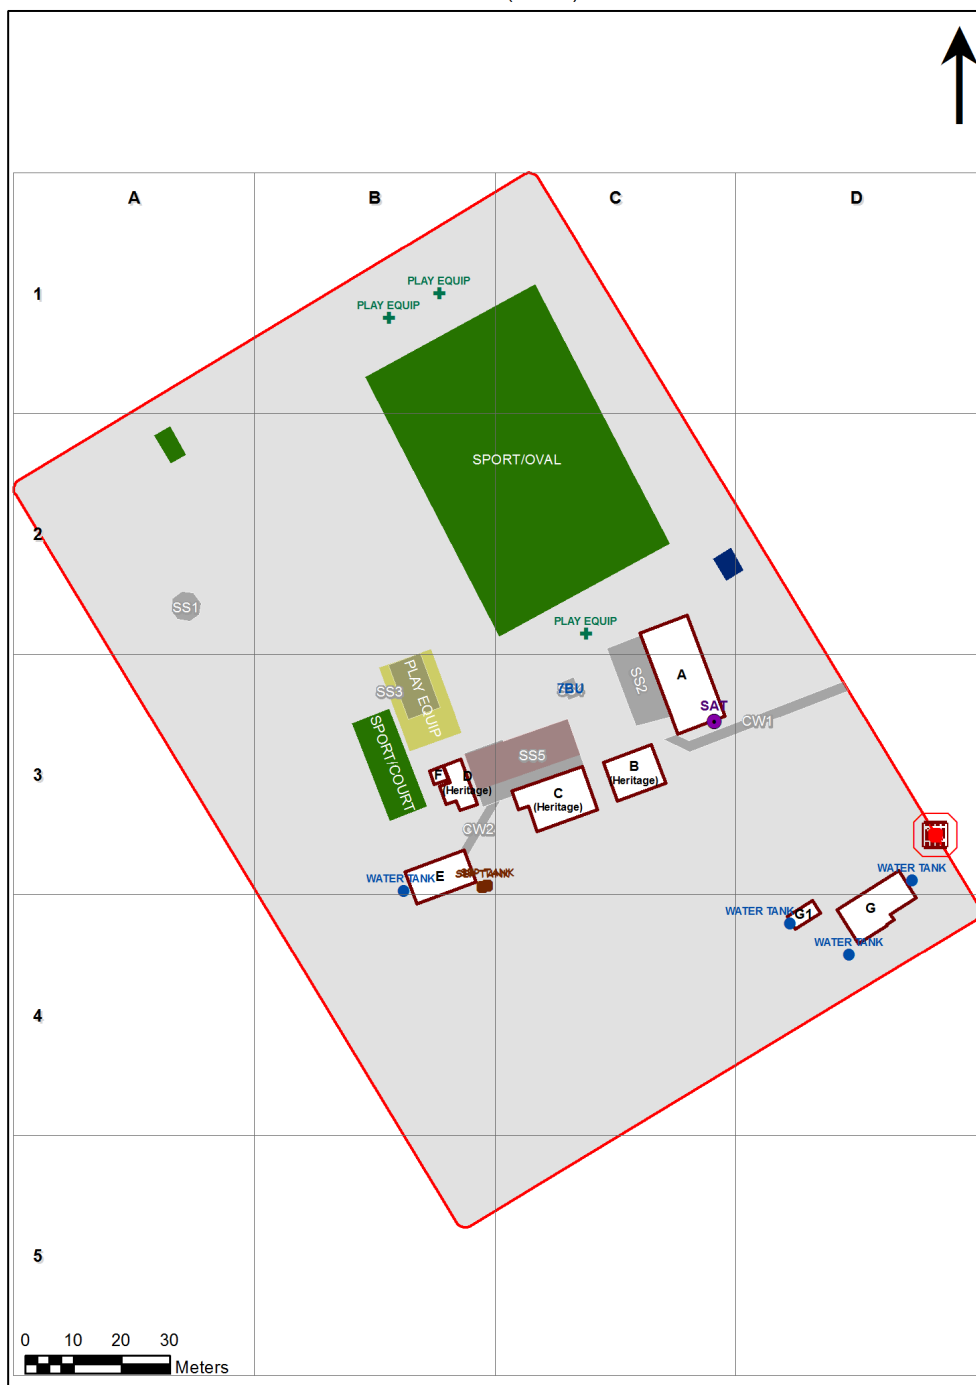 A
B
C
D
1
PLAY EQUIP
PLAY EQUIP
SPORT/OVAL
2
SS1
PLAY EQUIP
A
SS2
SAT
CW1
7BU
SS3
PLAY EQUIP
SPORT/COURT
SS5
3
F
D
(Heritage)
B
(Heritage)
C
(Heritage)
CW2
E
WATER TANK
WATER TANK
WATER TANK
G1
G
WATER TANK
4
5
0 10 20 30
Meters